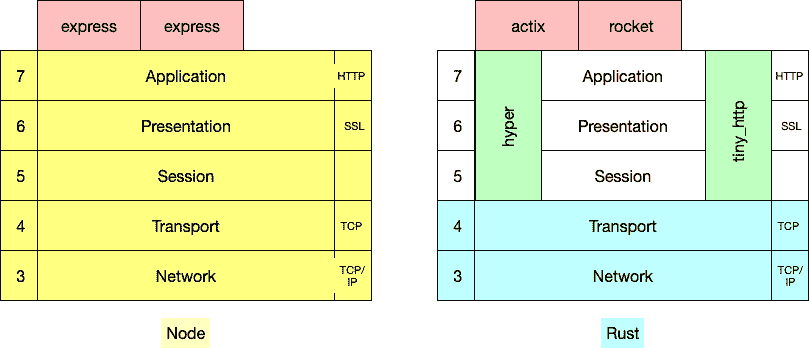 express express
7 Application HTTP
6 Presentation SSL
5 Session
4 Transport TCP
3 Network TCP/
IP
Node
actix rocket
7 Application HTTP
6 Presentation SSL
5 Session
hyper
tiny_http
4 Transport TCP
3 Network TCP/
IP
Rust